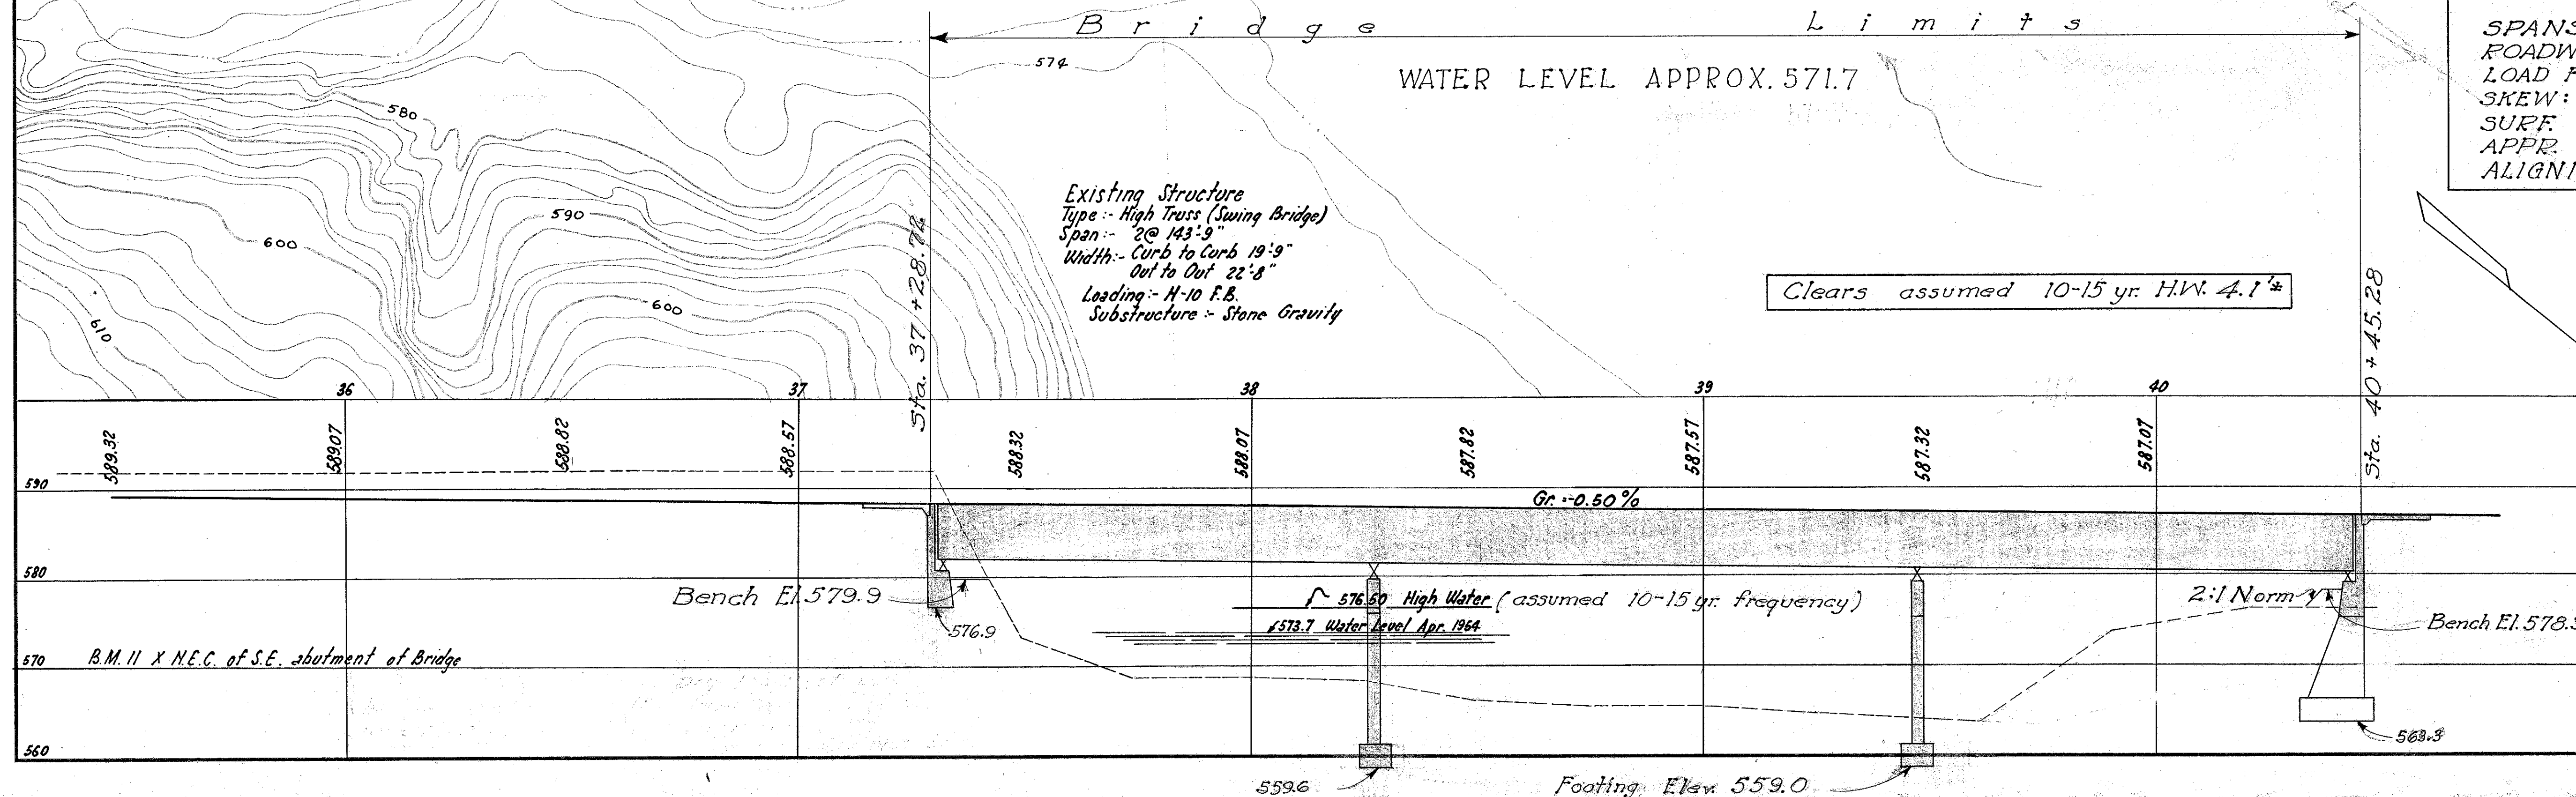 Bridge Limits
WATER LEVEL APPROX. 571.7
574
580
590
600
600
610
SPANS
ROADW
LOAD F
SKEW:
SURF.
APPR.
ALIGN
Existing Structure
Type :- High Truss (Swing Bridge)
Span :- 2@ 143'-9"
Width:- Curb to Curb 19'-9"
Out to Out 22'-8"
Loading:- H-10 F.B.
Substructure :- Stone Gravity
Clears assumed 10-15 yr. H.W. 4.1'±
Sta. 37 +28.72
Sta. 40 + 45.28
36
37
38
39
40
589.32
589.07
588.82
588.57
588.32
588.07
587.82
587.57
587.32
587.07
590
Gr. -0.50%
580
Bench El. 579.9
576.50 High Water (assumed 10-15 yr. frequency)
573.7 Water Level Apr. 1964
2:1 Norm
576.9
Bench El. 578.
570
B.M. 11 X N.E.C. of S.E. abutment of Bridge
560
563.3
559.6
Footing Elev. 559.0